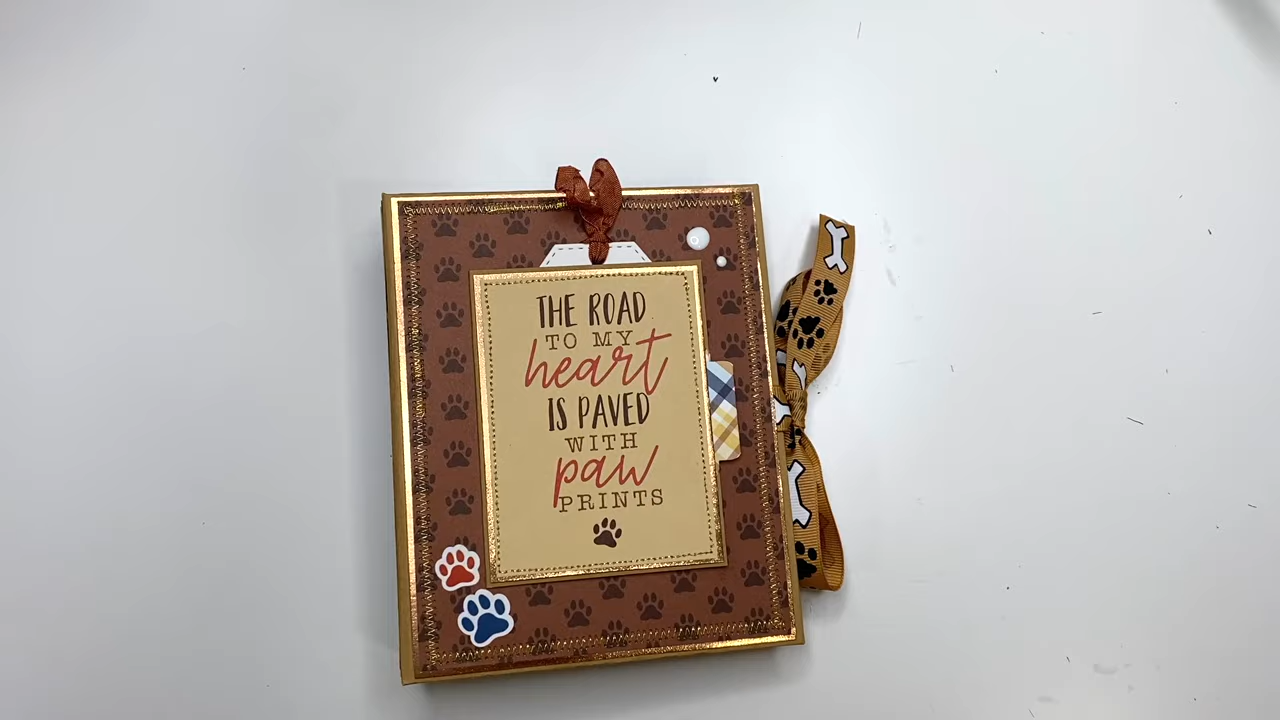 THE ROAD
TO MY
heart
IS PAVED
WITH
paw
PRINTS